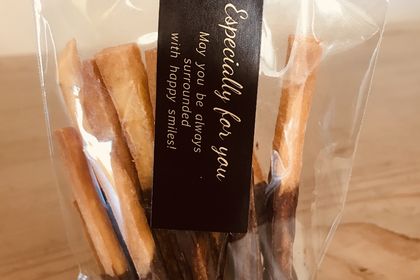 Especially for you
May you be always
surrounded
with happy smiles!